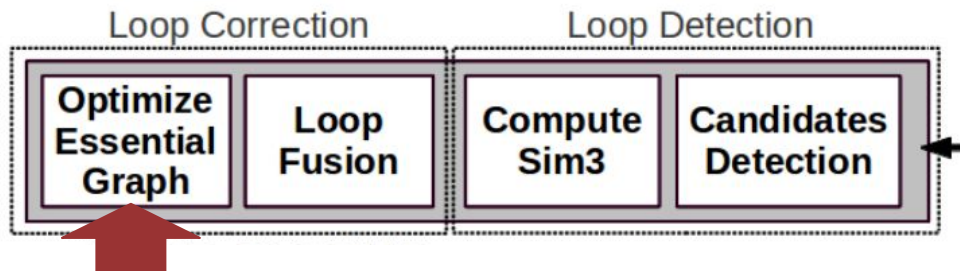 Loop Correction
Loop Detection
Optimize
Essential
Graph
Loop
Fusion
Compute
Sim3
Candidates
Detection